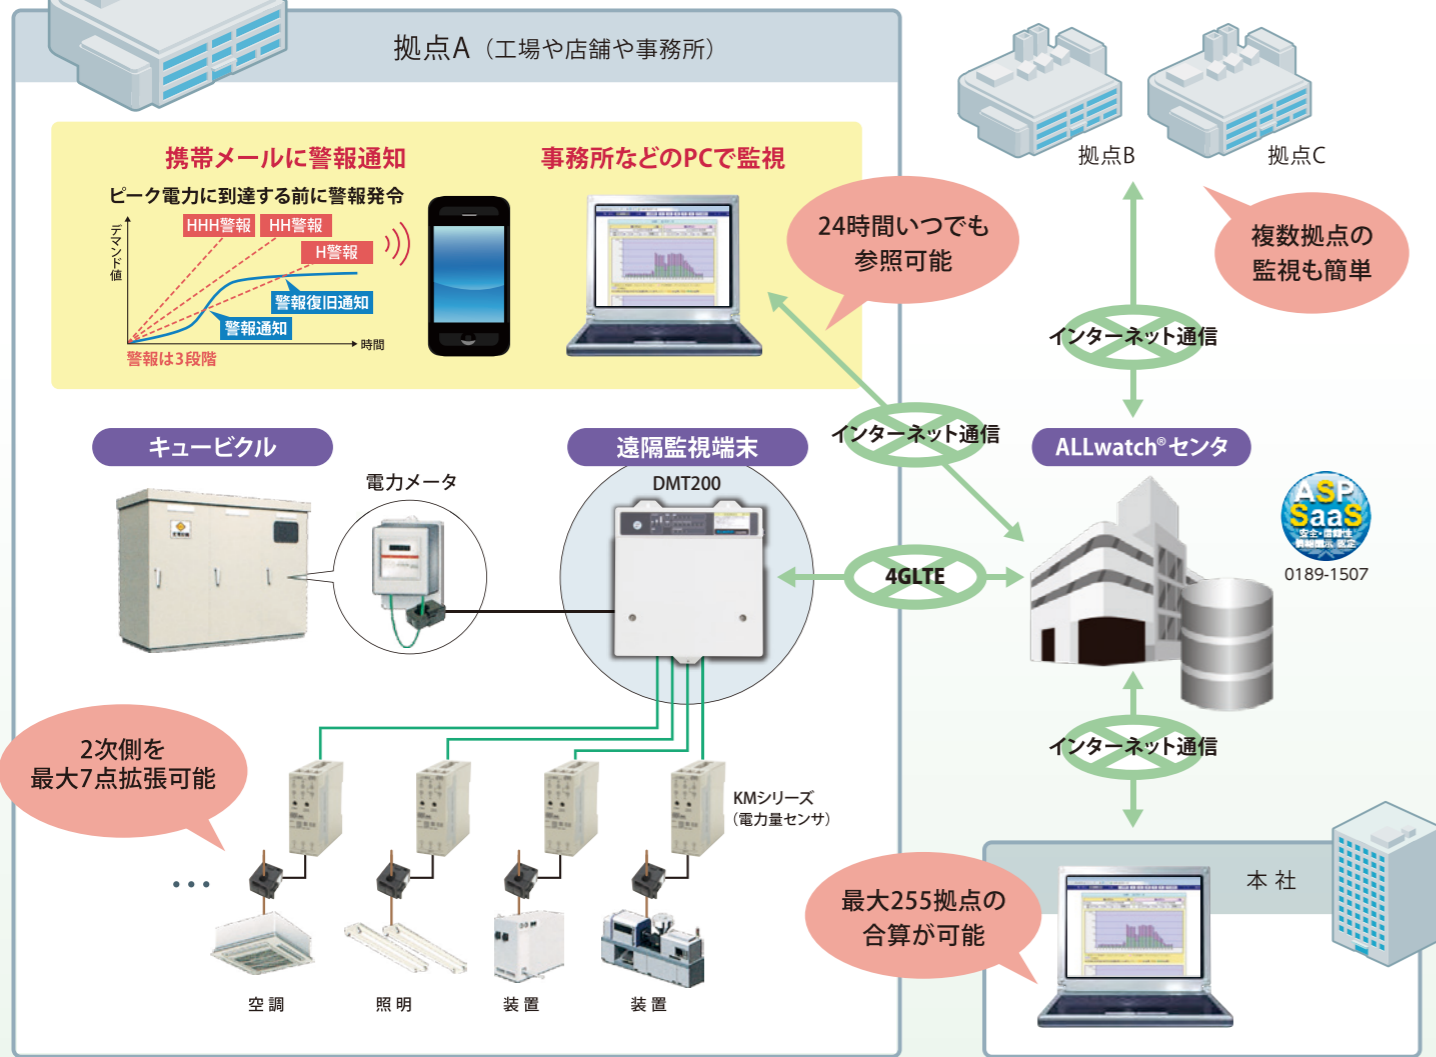 拠点A（工場や店舗や事務所）
携帯メールに警報通知
ピーク電力に到達する前に警報発令
デマンド値
HHH警報
HH警報
H警報
警報復旧通知
警報通知
時間
警報は3段階
事務所などのPCで監視
24時間いつでも
参照可能
拠点B
拠点C
複数拠点の
監視も簡単
インターネット通信
インターネット通信
キュービクル
電力メータ
遠隔監視端末
DMT200
4GLTE
ALLwatch®センタ
ASP
SaaS
安全・信頼性
情報開示 認定
0189-1507
インターネット通信
2次側を
最大7点拡張可能
KMシリーズ
（電力量センサ）
…
空調
照明
装置
装置
最大255拠点の
合算が可能
本社